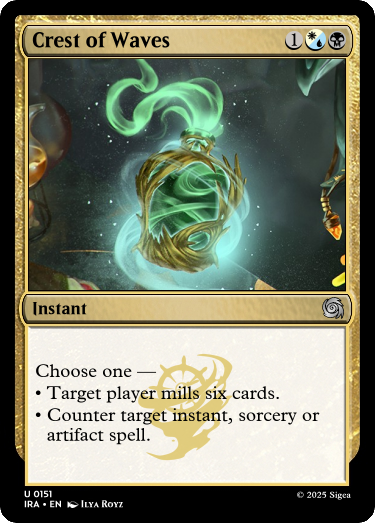 Crest of Waves 1
Instant
Choose one —
• Target player mills six cards.
• Counter target instant, sorcery or
artifact spell.
U 0151
IRA • EN Ilya Royz © 2025 Sigea